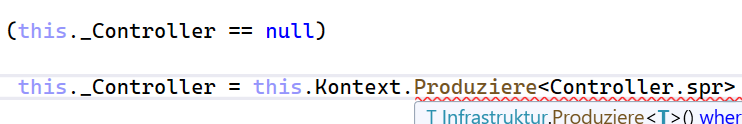 (this._Controller == null)
this._Controller = this.Kontext.Produziere<Controller.spr>
T Infrastruktur.Produziere<T>() wher